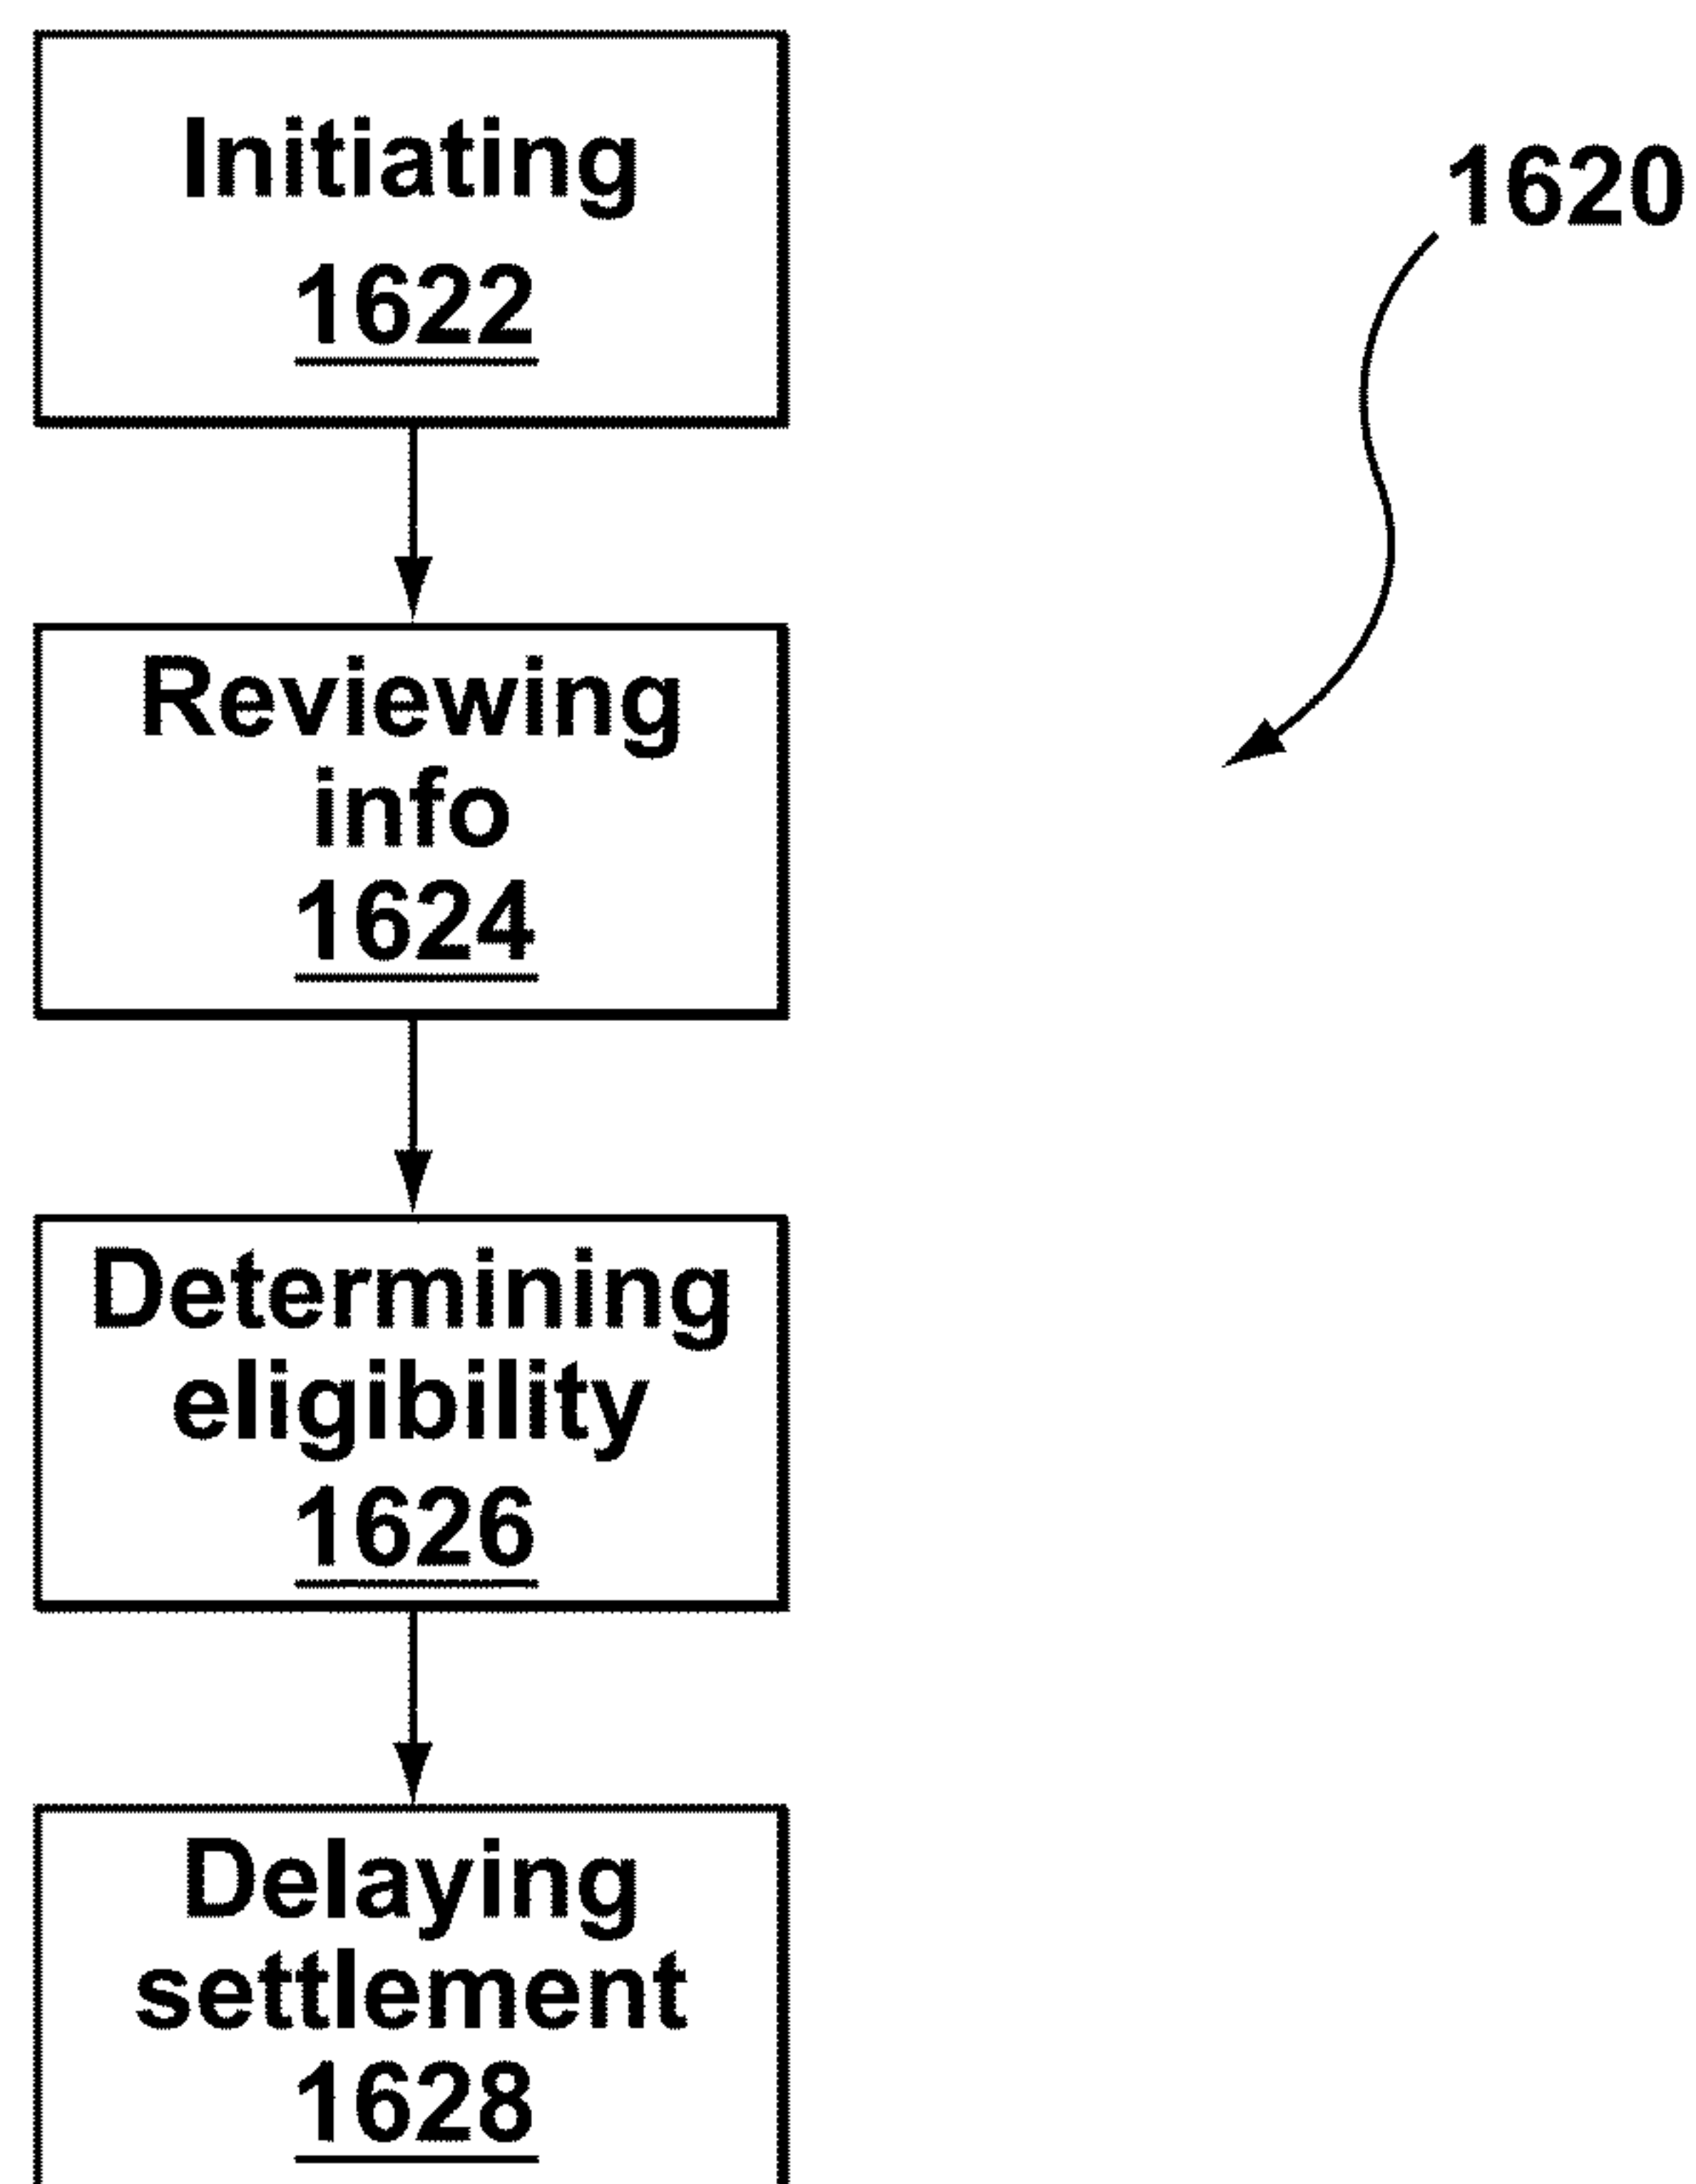 Initiating
1622
1620
Reviewing
info
1624
Determining
eligibility
1626
Delaying
settlement
1628